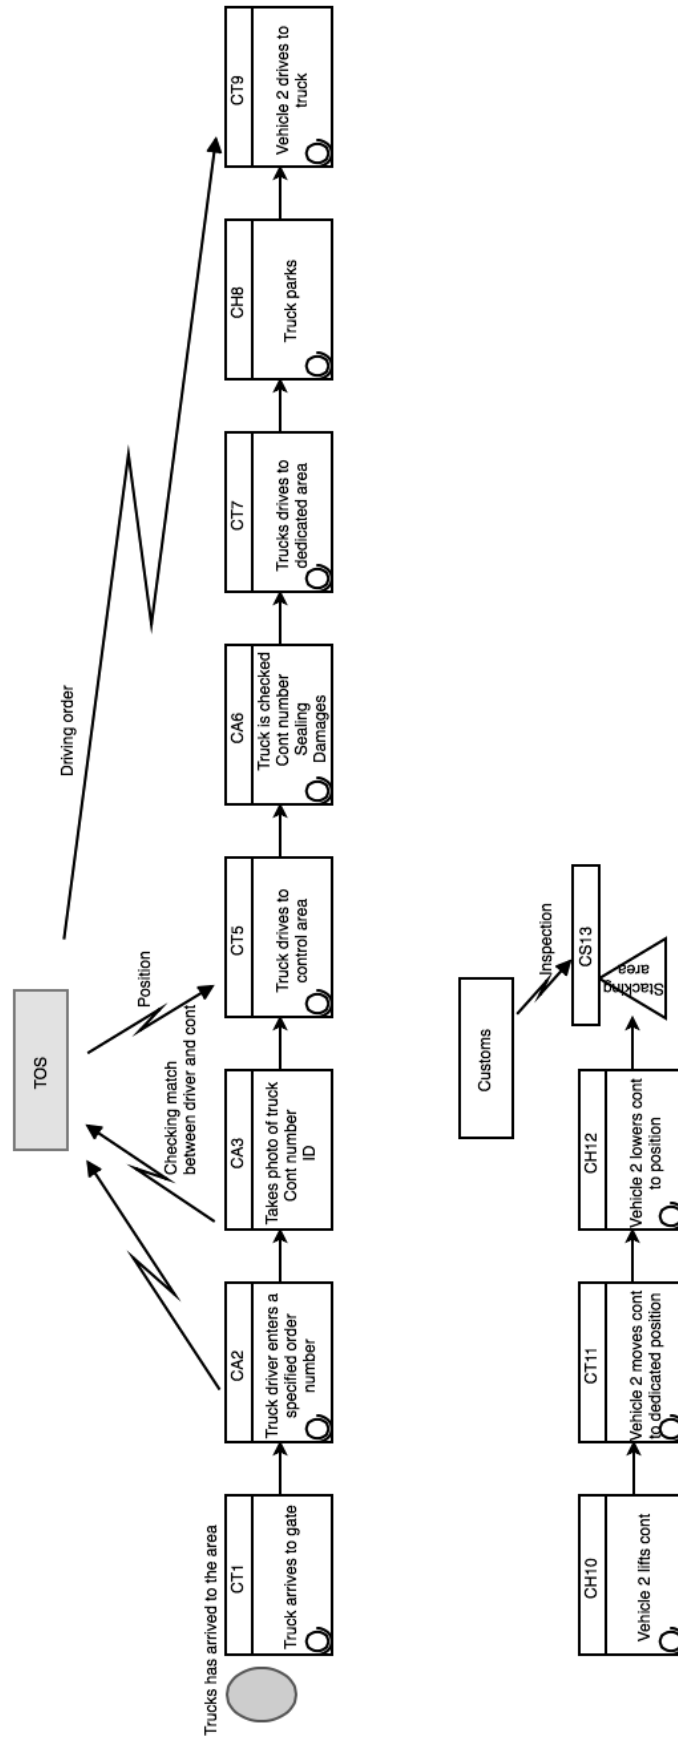 TOS
Driving order
Position
Checking match
between driver and cont
Trucks has arrived to the area
CT1
Truck arrives to gate
CA2
Truck driver enters a
specified order
number
CA3
Takes photo of truck
Cont number
ID
CT5
Truck drives to
control area
CA6
Truck is checked
Cont number
Sealing
Damages
CT7
Trucks drives to
dedicated area
CH8
Truck parks
CT9
Vehicle 2 drives to
truck
Customs
Inspection
CH10
Vehicle 2 lifts cont
CT11
Vehicle 2 moves cont
to dedicated position
CH12
Vehicle 2 lowers cont
to position
CS13
Stacking
area